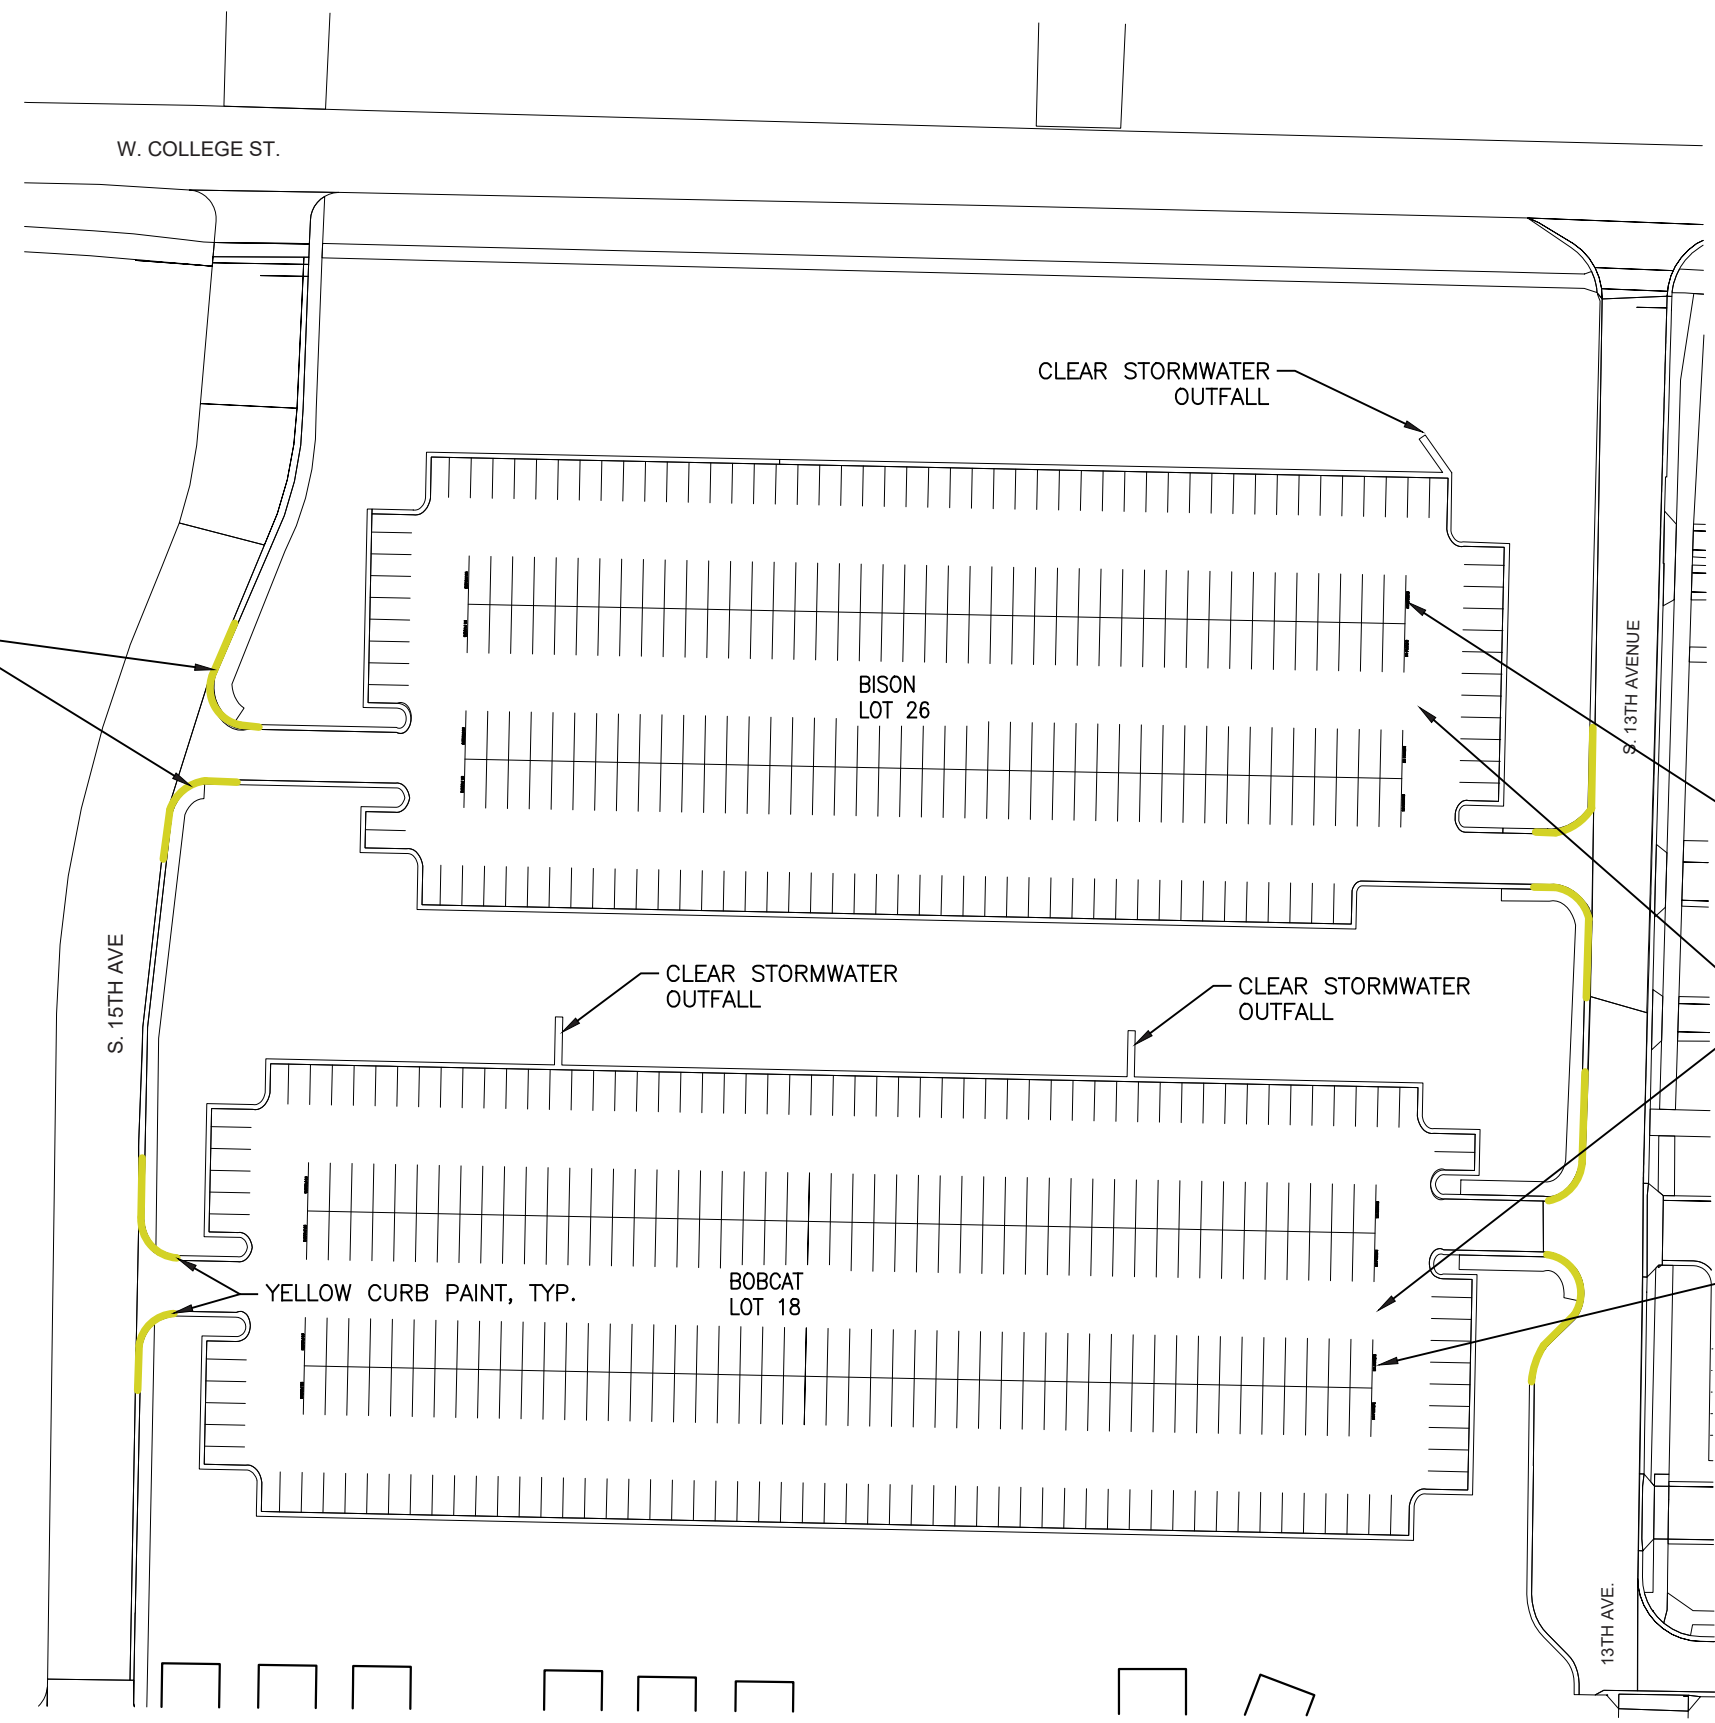 W. COLLEGE ST.
CLEAR STORMWATER
OUTFALL
S. 13TH AVENUE
BISON
LOT 26
S. 15TH AVE
CLEAR STORMWATER
OUTFALL
CLEAR STORMWATER
OUTFALL
YELLOW CURB PAINT, TYP.
BOBCAT
LOT 18
13TH AVE.